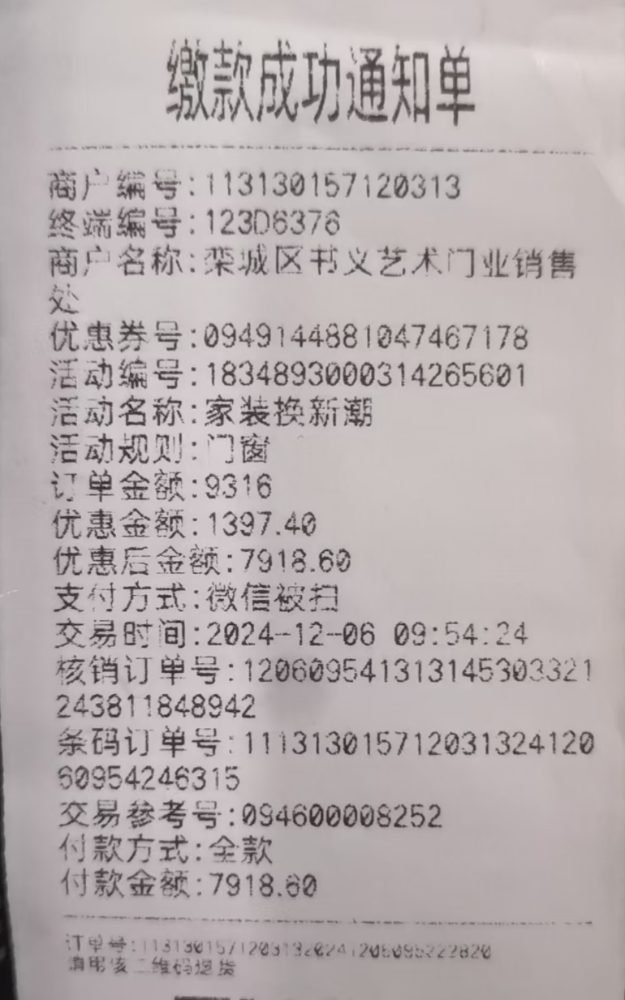 缴款成功通知单
商户编号:113130157120313
终端编号:123D6376
商户名称:栾城区书义艺术门业销售
处
优惠券号:0949144881047467178
活动编号:1834893000314265601
活动名称:家装换新潮
活动规则:门窗
订单金额:9316
优惠金额:1397.40
优惠后金额:7918.60
支付方式:微信被扫
交易时间:2024-12-06 09:54:24
核销订单号:120609541313145303321
243811848942
条码订单号:111313015712031324120
60954246315
交易参考号:094600008252
付款方式:全款
付款金额:7918.60
订单号:11313015712031320241206095222820
请用该二维码退货